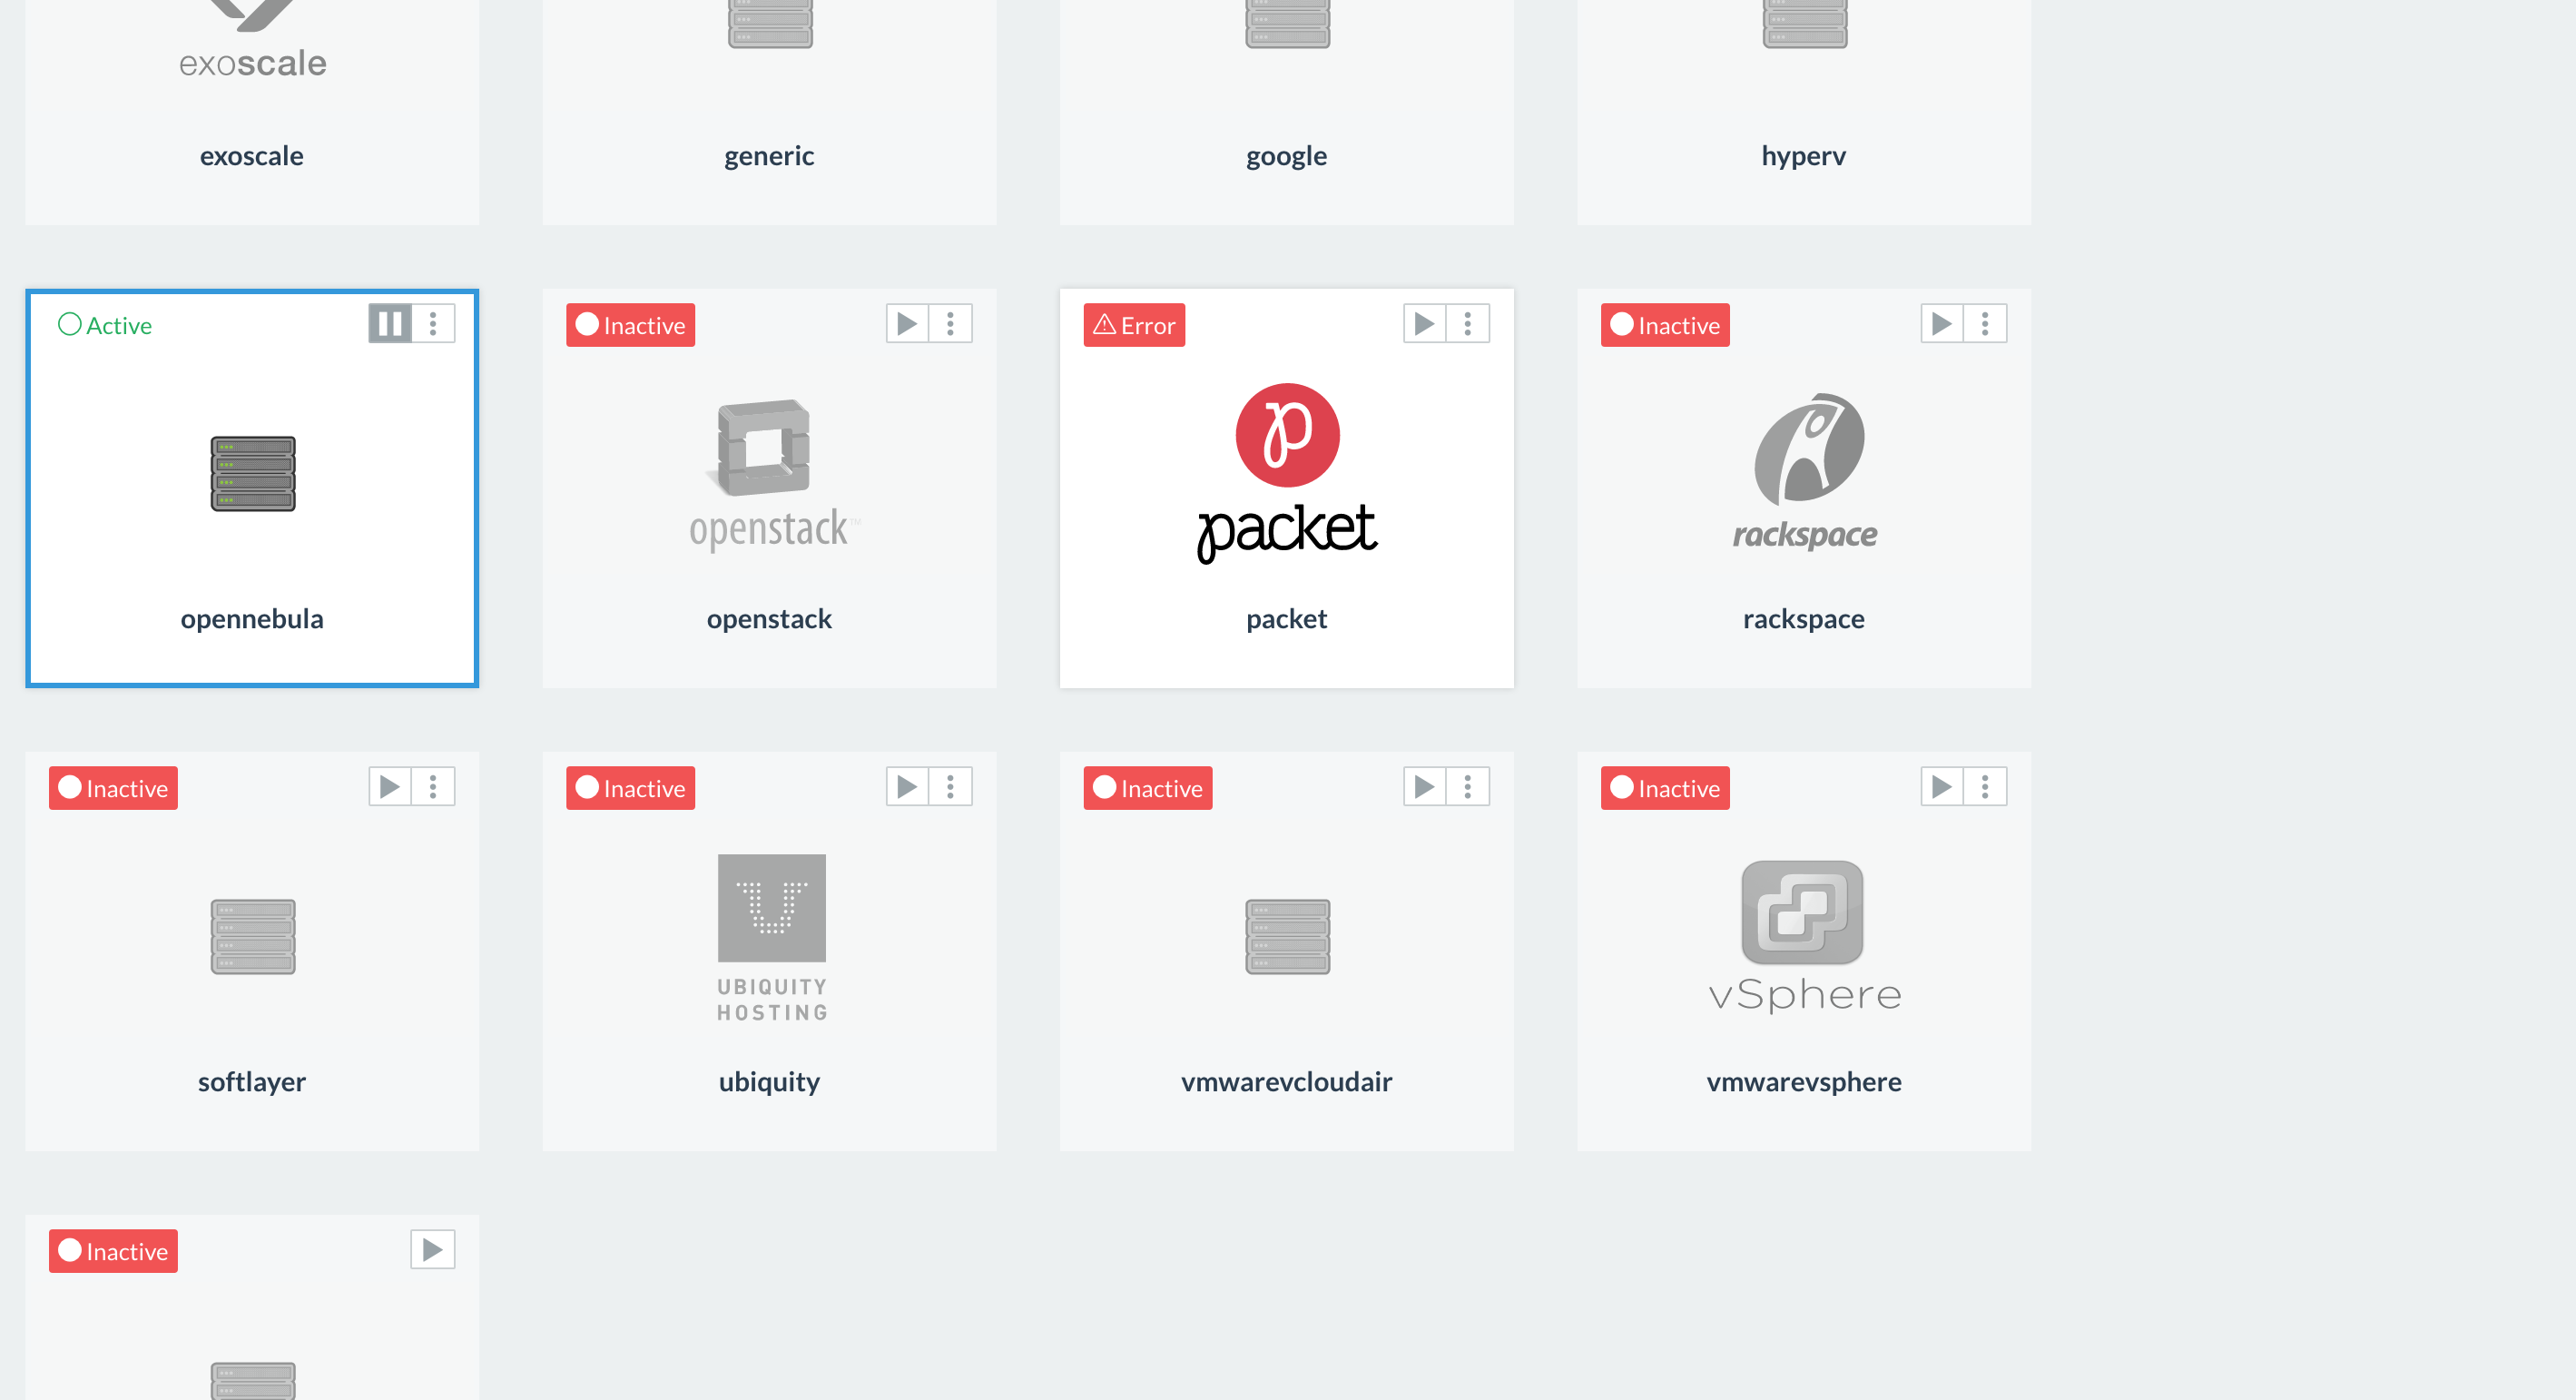 exoscale
exoscale
generic
google
hyperv
Active
Inactive
Error
Inactive
openstack™
packet
rackspace
opennebula
openstack
packet
rackspace
Inactive
Inactive
Inactive
Inactive
UBIQUITY
HOSTING
vSphere
softlayer
ubiquity
vmwarevcloudair
vmwarevsphere
Inactive